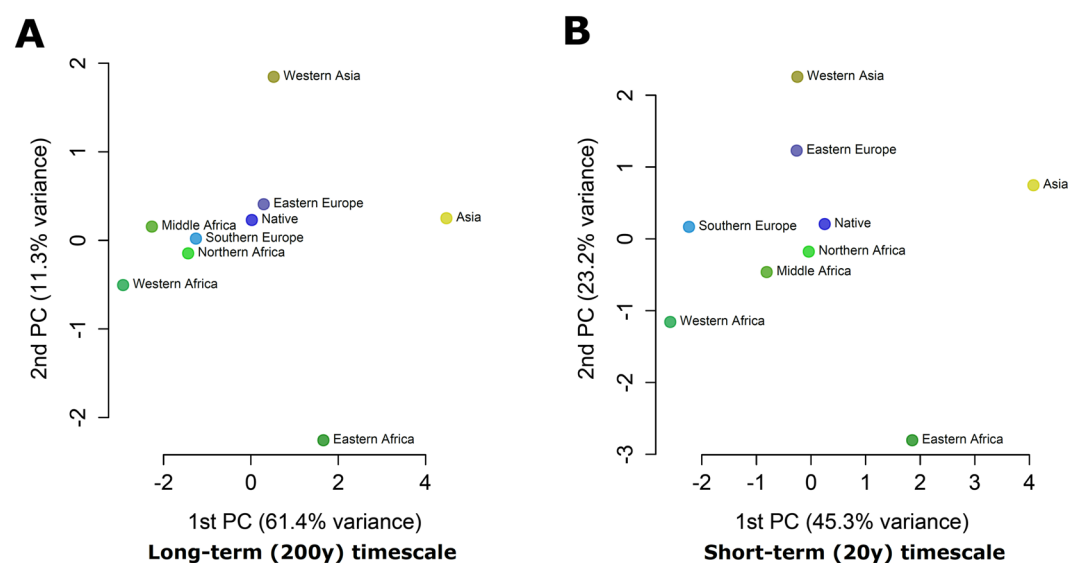 A
2nd PC (11.3% variance)
2
1
0
-1
-2
Western Asia
Eastern Europe
Native
Asia
Middle Africa
Southern Europe
Northern Africa
Western Africa
Eastern Africa
-2
0
2
4
1st PC (61.4% variance)
Long-term (200y) timescale
B
2nd PC (23.2% variance)
2
1
0
-1
-2
-3
Western Asia
Eastern Europe
Asia
Southern Europe
Native
Northern Africa
Middle Africa
Western Africa
Eastern Africa
-2
-1
0
1
2
3
4
1st PC (45.3% variance)
Short-term (20y) timescale